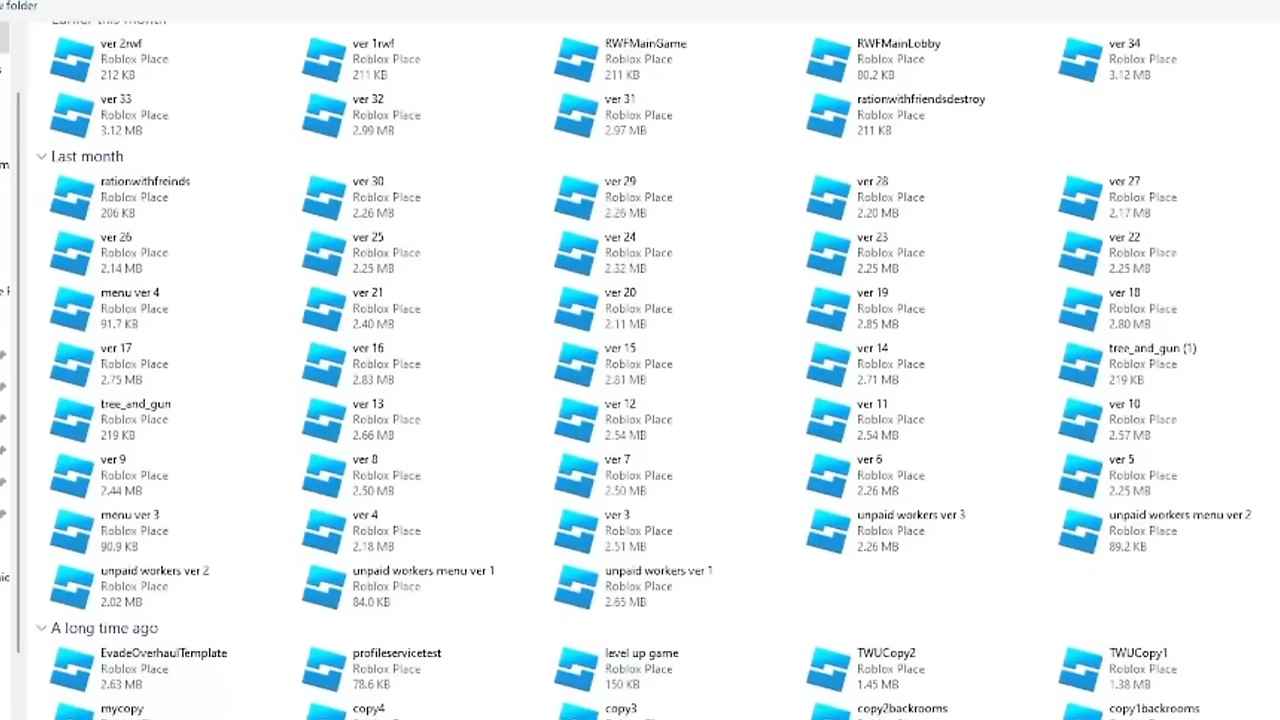 folder
Earlier this month
ver 2rwf
Roblox Place
212 KB
ver 1rwf
Roblox Place
211 KB
RWFMainGame
Roblox Place
211 KB
RWFMainLobby
Roblox Place
80.2 KB
ver 34
Roblox Place
3.12 MB
ver 33
Roblox Place
3.12 MB
ver 32
Roblox Place
2.99 MB
ver 31
Roblox Place
2.97 MB
rationwithfriendsdestroy
Roblox Place
211 KB
Last month
rationwithfreinds
Roblox Place
206 KB
ver 30
Roblox Place
2.26 MB
ver 29
Roblox Place
2.26 MB
ver 28
Roblox Place
2.20 MB
ver 27
Roblox Place
2.17 MB
ver 26
Roblox Place
2.14 MB
ver 25
Roblox Place
2.25 MB
ver 24
Roblox Place
2.32 MB
ver 23
Roblox Place
2.25 MB
ver 22
Roblox Place
2.25 MB
menu ver 4
Roblox Place
91.7 KB
ver 21
Roblox Place
2.40 MB
ver 20
Roblox Place
2.11 MB
ver 19
Roblox Place
2.85 MB
ver 18
Roblox Place
2.80 MB
ver 17
Roblox Place
2.75 MB
ver 16
Roblox Place
2.83 MB
ver 15
Roblox Place
2.81 MB
ver 14
Roblox Place
2.71 MB
tree_and_gun (1)
Roblox Place
219 KB
tree_and_gun
Roblox Place
219 KB
ver 13
Roblox Place
2.66 MB
ver 12
Roblox Place
2.54 MB
ver 11
Roblox Place
2.54 MB
ver 10
Roblox Place
2.57 MB
ver 9
Roblox Place
2.44 MB
ver 8
Roblox Place
2.50 MB
ver 7
Roblox Place
2.50 MB
ver 6
Roblox Place
2.26 MB
ver 5
Roblox Place
2.25 MB
menu ver 3
Roblox Place
90.9 KB
ver 4
Roblox Place
2.18 MB
ver 3
Roblox Place
2.51 MB
unpaid workers ver 3
Roblox Place
2.26 MB
unpaid workers menu ver 2
Roblox Place
89.2 KB
unpaid workers ver 2
Roblox Place
2.02 MB
unpaid workers menu ver 1
Roblox Place
84.0 KB
unpaid workers ver 1
Roblox Place
2.65 MB
A long time ago
EvadeOverhaulTemplate
Roblox Place
2.63 MB
profileservicetest
Roblox Place
78.6 KB
level up game
Roblox Place
150 KB
TWUCopy2
Roblox Place
1.45 MB
TWUCopy1
Roblox Place
1.38 MB
mycopy
copy4
copy3
copy2backrooms
copy1backrooms